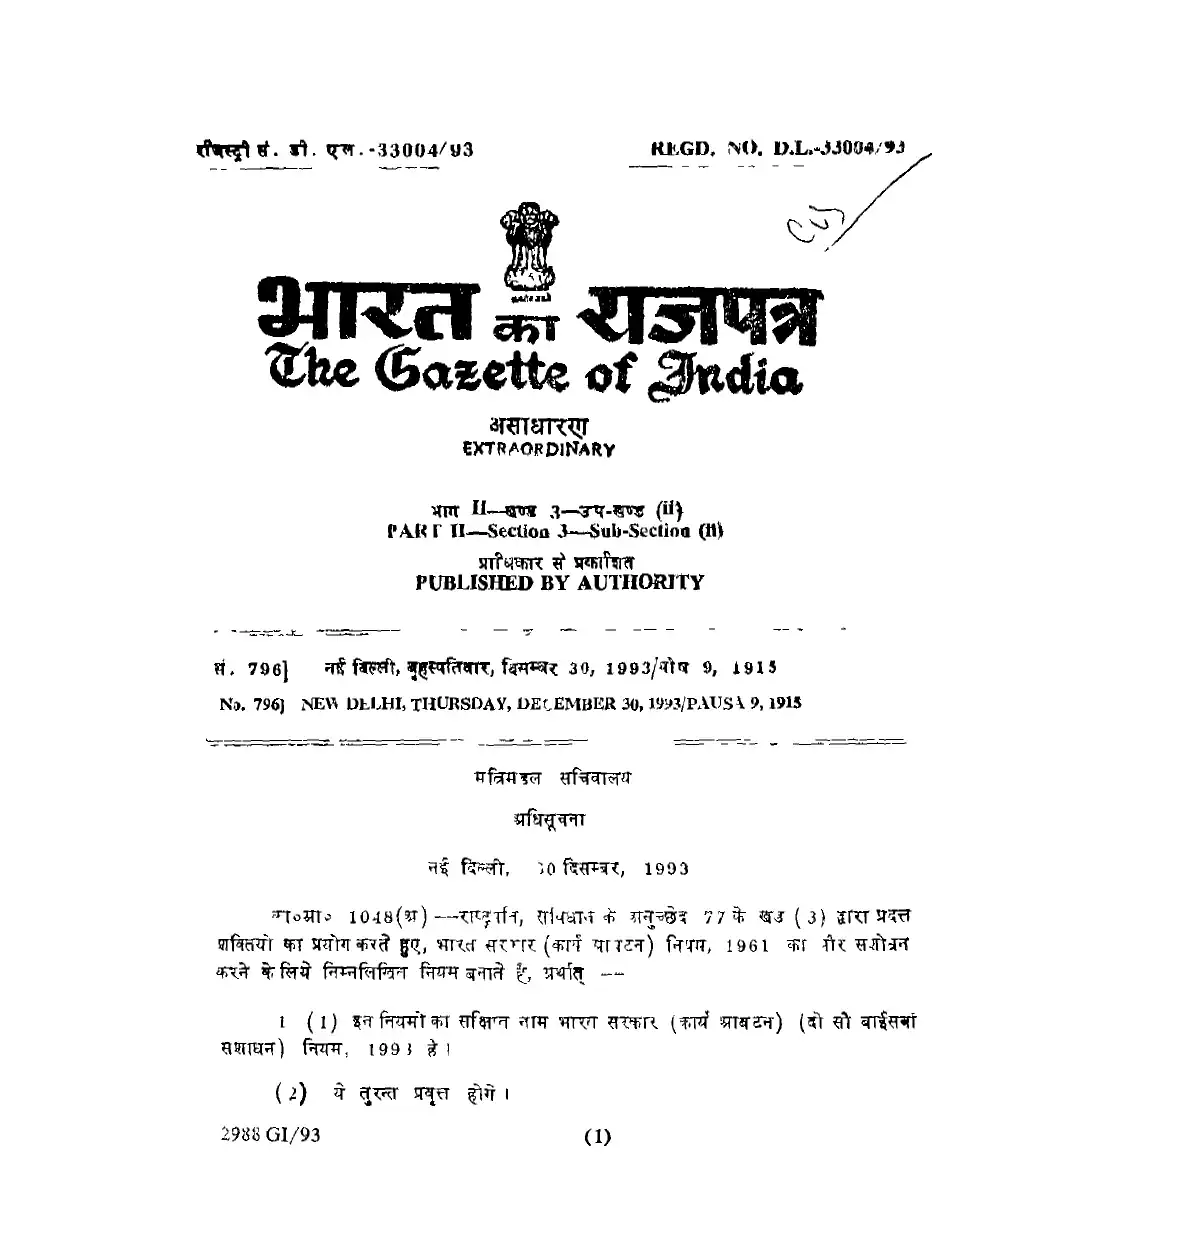 रजिस्ट्री सं. डी. एल.-33004/93
REGD. NO. D.L.-33004/93
भारत का राजपत्र
The Gazette of India
असाधारण
EXTRAORDINARY
भाग II—खण्ड 3—उप-खण्ड (ii)
PART II—Section 3—Sub-Section (ii)
प्राधिकार से प्रकाशित
PUBLISHED BY AUTHORITY
सं. 796] नई दिल्ली, बृहस्पतिवार, दिसम्बर 30, 1993/पौष 9, 1915
No. 796] NEW DELHI, THURSDAY, DECEMBER 30, 1993/PAUSA 9, 1915
मंत्रिमंडल सचिवालय
अधिसूचना
नई दिल्ली, 30 दिसम्बर, 1993
का०आ० 1048(अ)—राष्ट्रपति, संविधान के अनुच्छेद 77 के खंड (3) द्वारा प्रदत्त
शक्तियों का प्रयोग करते हुए, भारत सरकार (कार्य आबंटन) नियम, 1961 का और संशोधन
करने के लिये निम्नलिखित नियम बनाते हैं, अर्थात् --
1 (1) इन नियमों का संक्षिप्त नाम भारत सरकार (कार्य आबंटन) (दो सौ बाईसवां
संशोधन) नियम, 1993 है।
(2) ये तुरन्त प्रवृत्त होंगे।
2988 GI/93
(1)